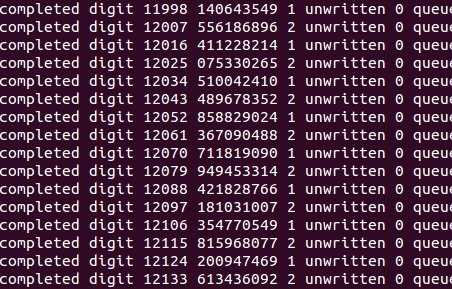 completed digit 11998 140643549 1 unwritten 0 queue
completed digit 12007 556186896 2 unwritten 0 queue
completed digit 12016 411228214 1 unwritten 0 queue
completed digit 12025 075330265 2 unwritten 0 queue
completed digit 12034 510042410 1 unwritten 0 queue
completed digit 12043 489678352 2 unwritten 0 queue
completed digit 12052 858829024 1 unwritten 0 queue
completed digit 12061 367090488 2 unwritten 0 queue
completed digit 12070 711819090 1 unwritten 0 queue
completed digit 12079 949453314 2 unwritten 0 queue
completed digit 12088 421828766 1 unwritten 0 queue
completed digit 12097 181031007 2 unwritten 0 queue
completed digit 12106 354770549 1 unwritten 0 queue
completed digit 12115 815968077 2 unwritten 0 queue
completed digit 12124 200947469 1 unwritten 0 queue
completed digit 12133 613436092 2 unwritten 0 queue